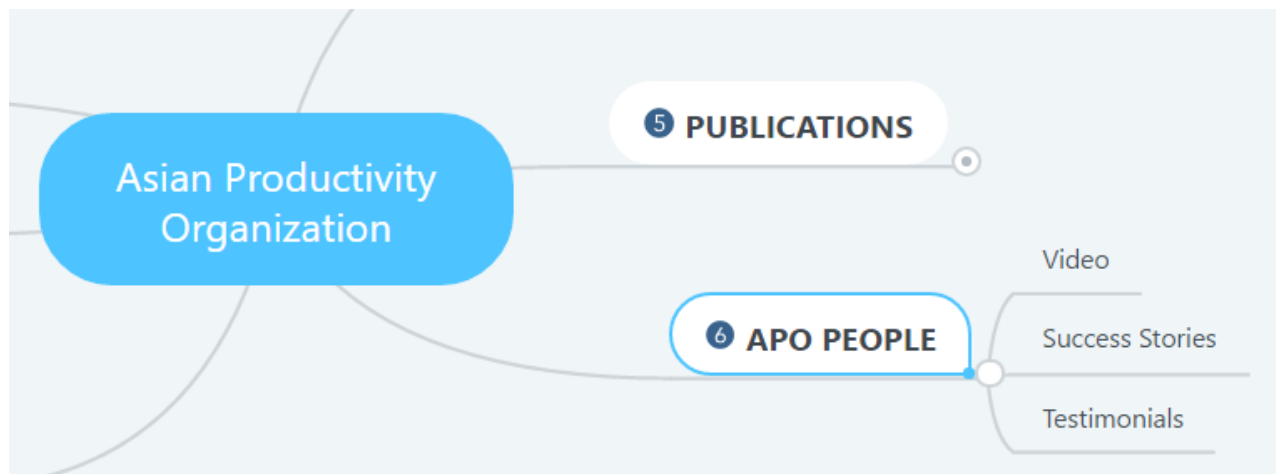 Asian Productivity
Organization
5 PUBLICATIONS
6 APO PEOPLE
Video
Success Stories
Testimonials